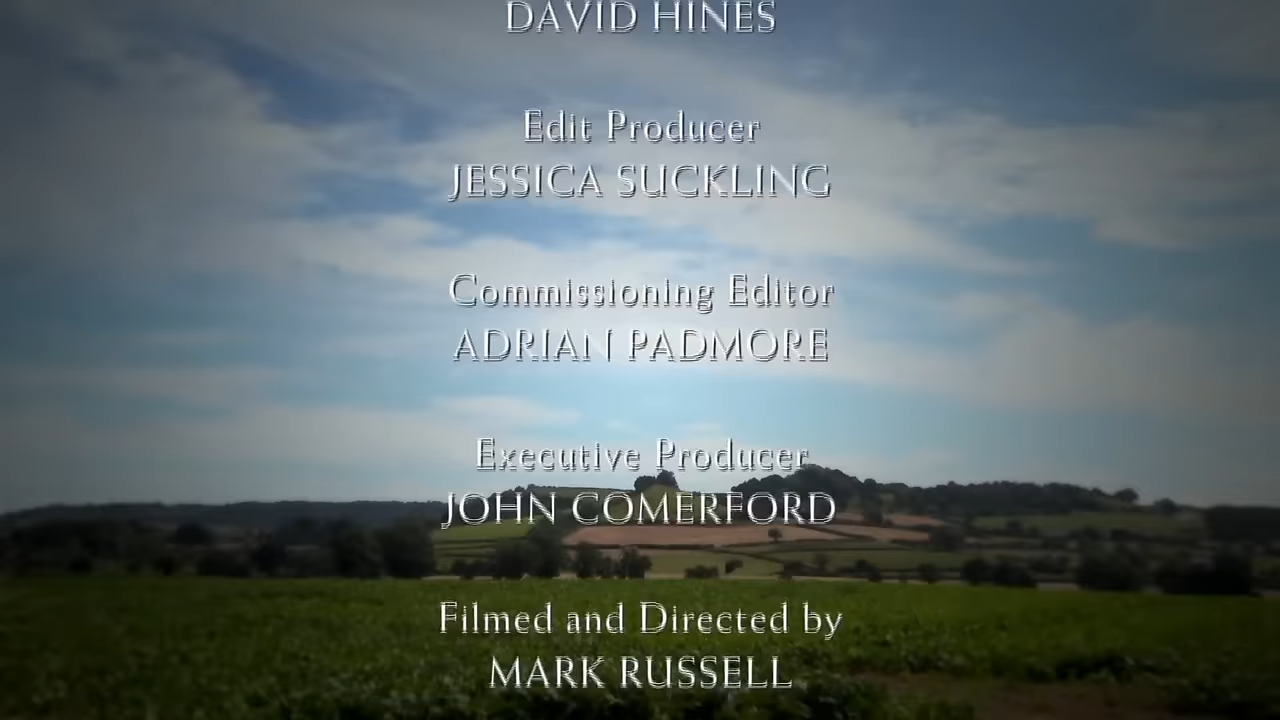 DAVID HINES
Edit Producer
JESSICA SUCKLING
Commissioning Editor
ADRIAN PADMORE
Executive Producer
JOHN COMERFORD
Filmed and Directed by
MARK RUSSELL